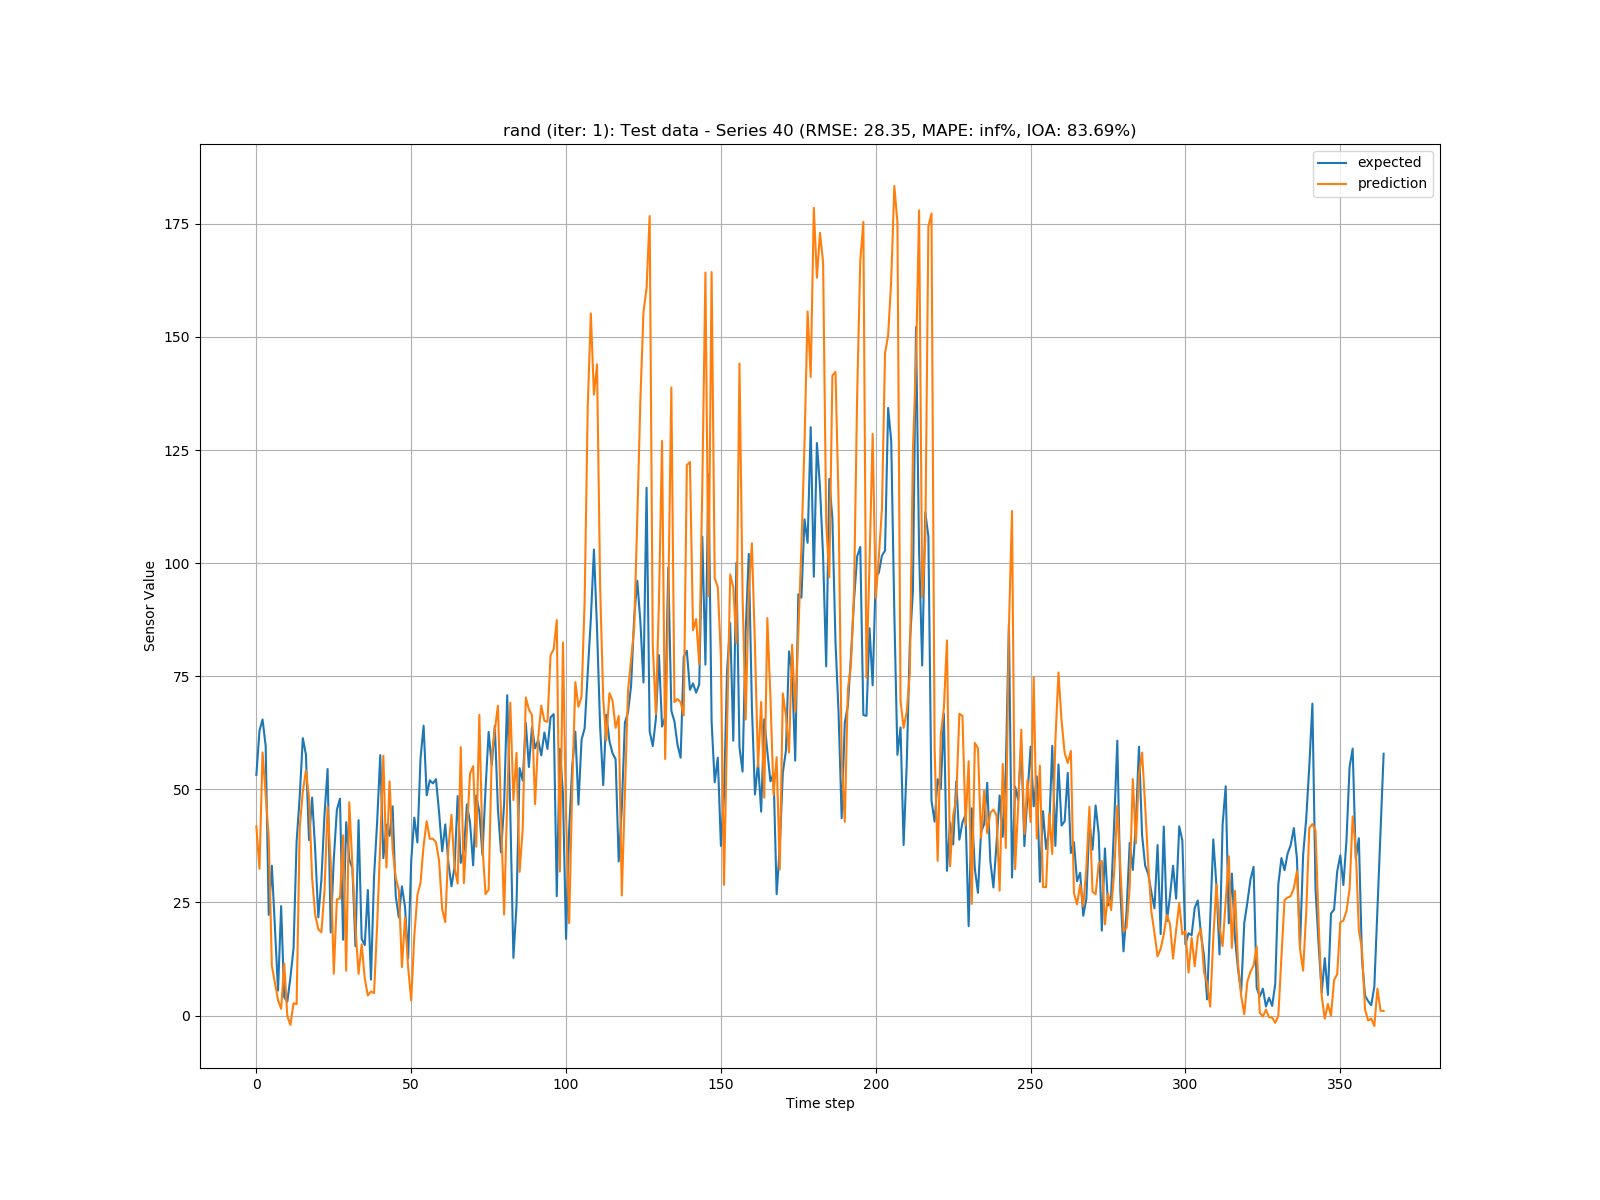 rand (iter: 1): Test data - Series 40 (RMSE: 28.35, MAPE: inf%, IOA: 83.69%)
expected
prediction
175
150
125
100
75
50
25
0
Sensor Value
0 50 100 150 200 250 300 350
Time step